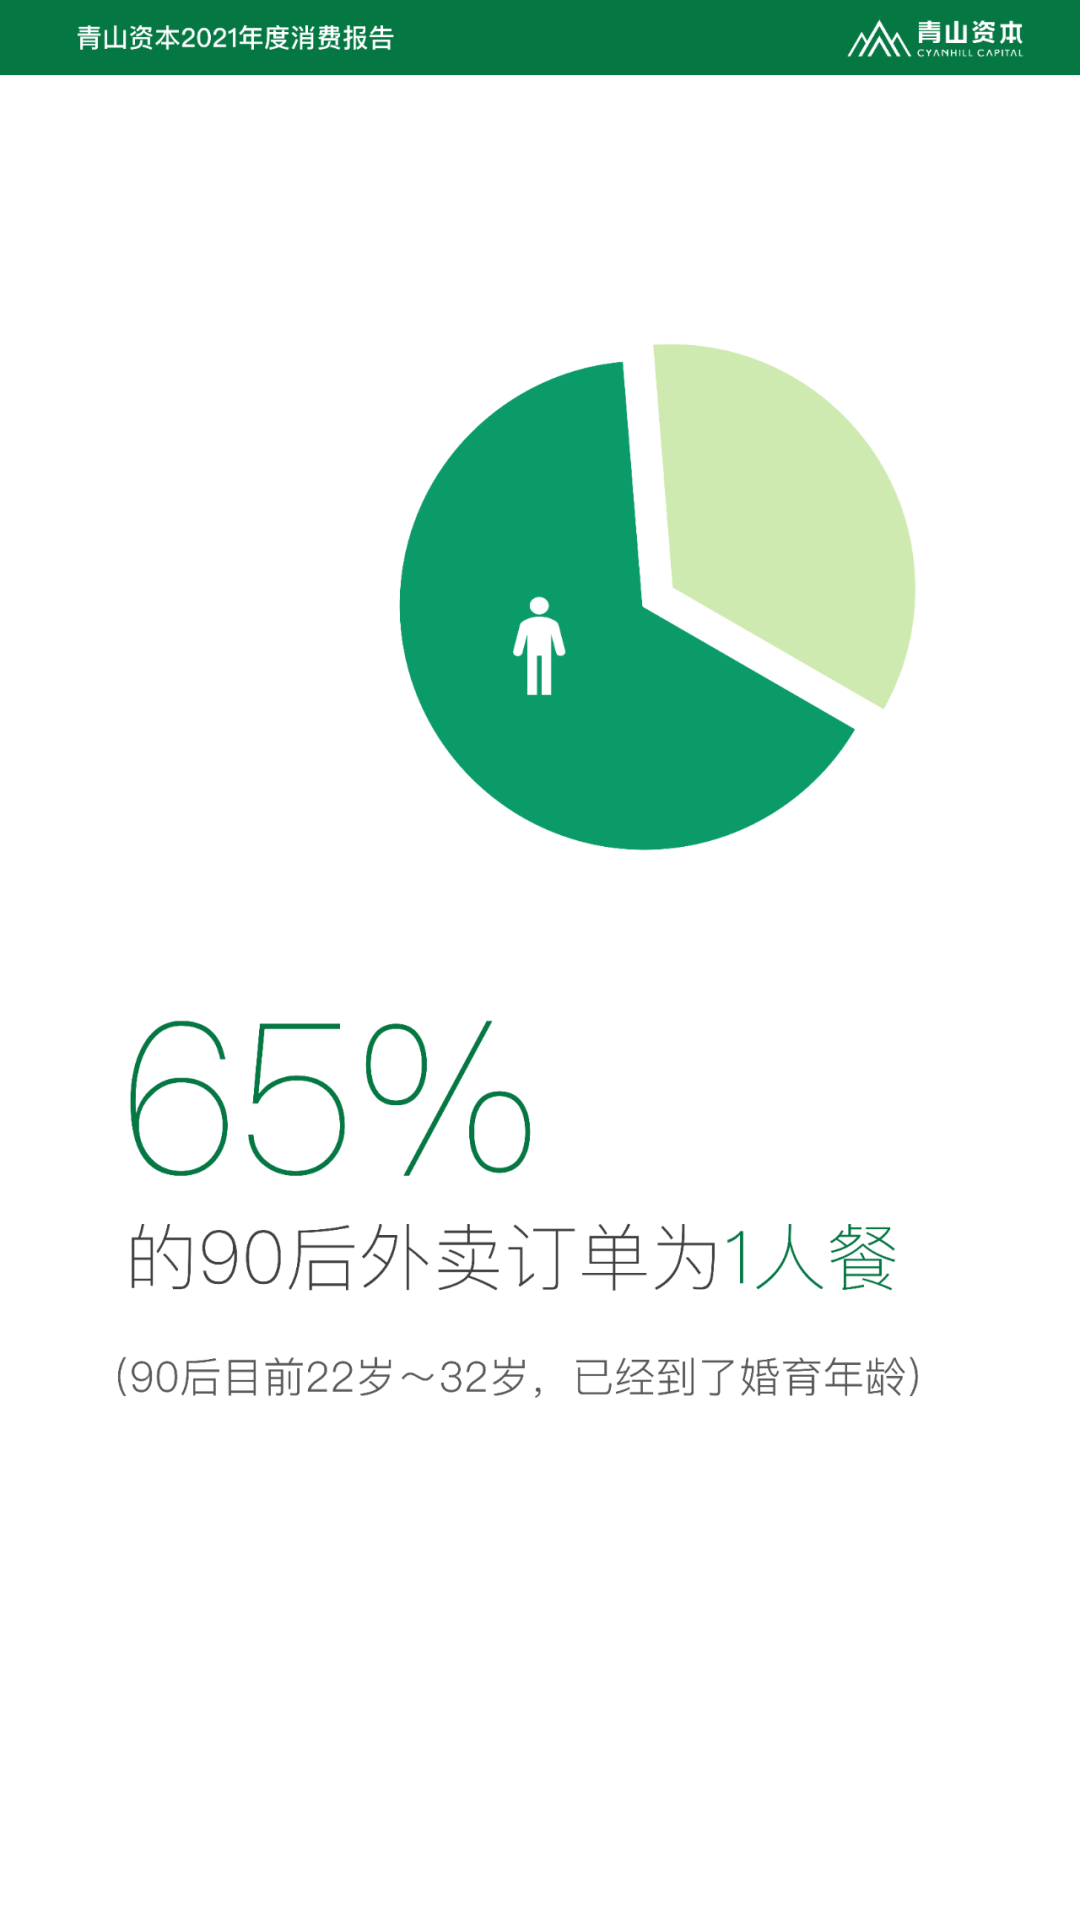 青山资本2021年度消费报告
青山资本
CYANHILL CAPITAL
65%
的90后外卖订单为1人餐
（90后目前22岁～32岁，已经到了婚育年龄）